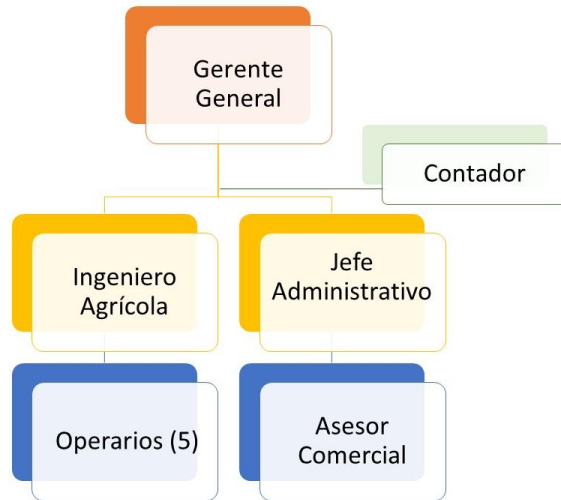 Gerente
General
Contador
Ingeniero
Agrícola
Jefe
Administrativo
Operarios (5)
Asesor
Comercial